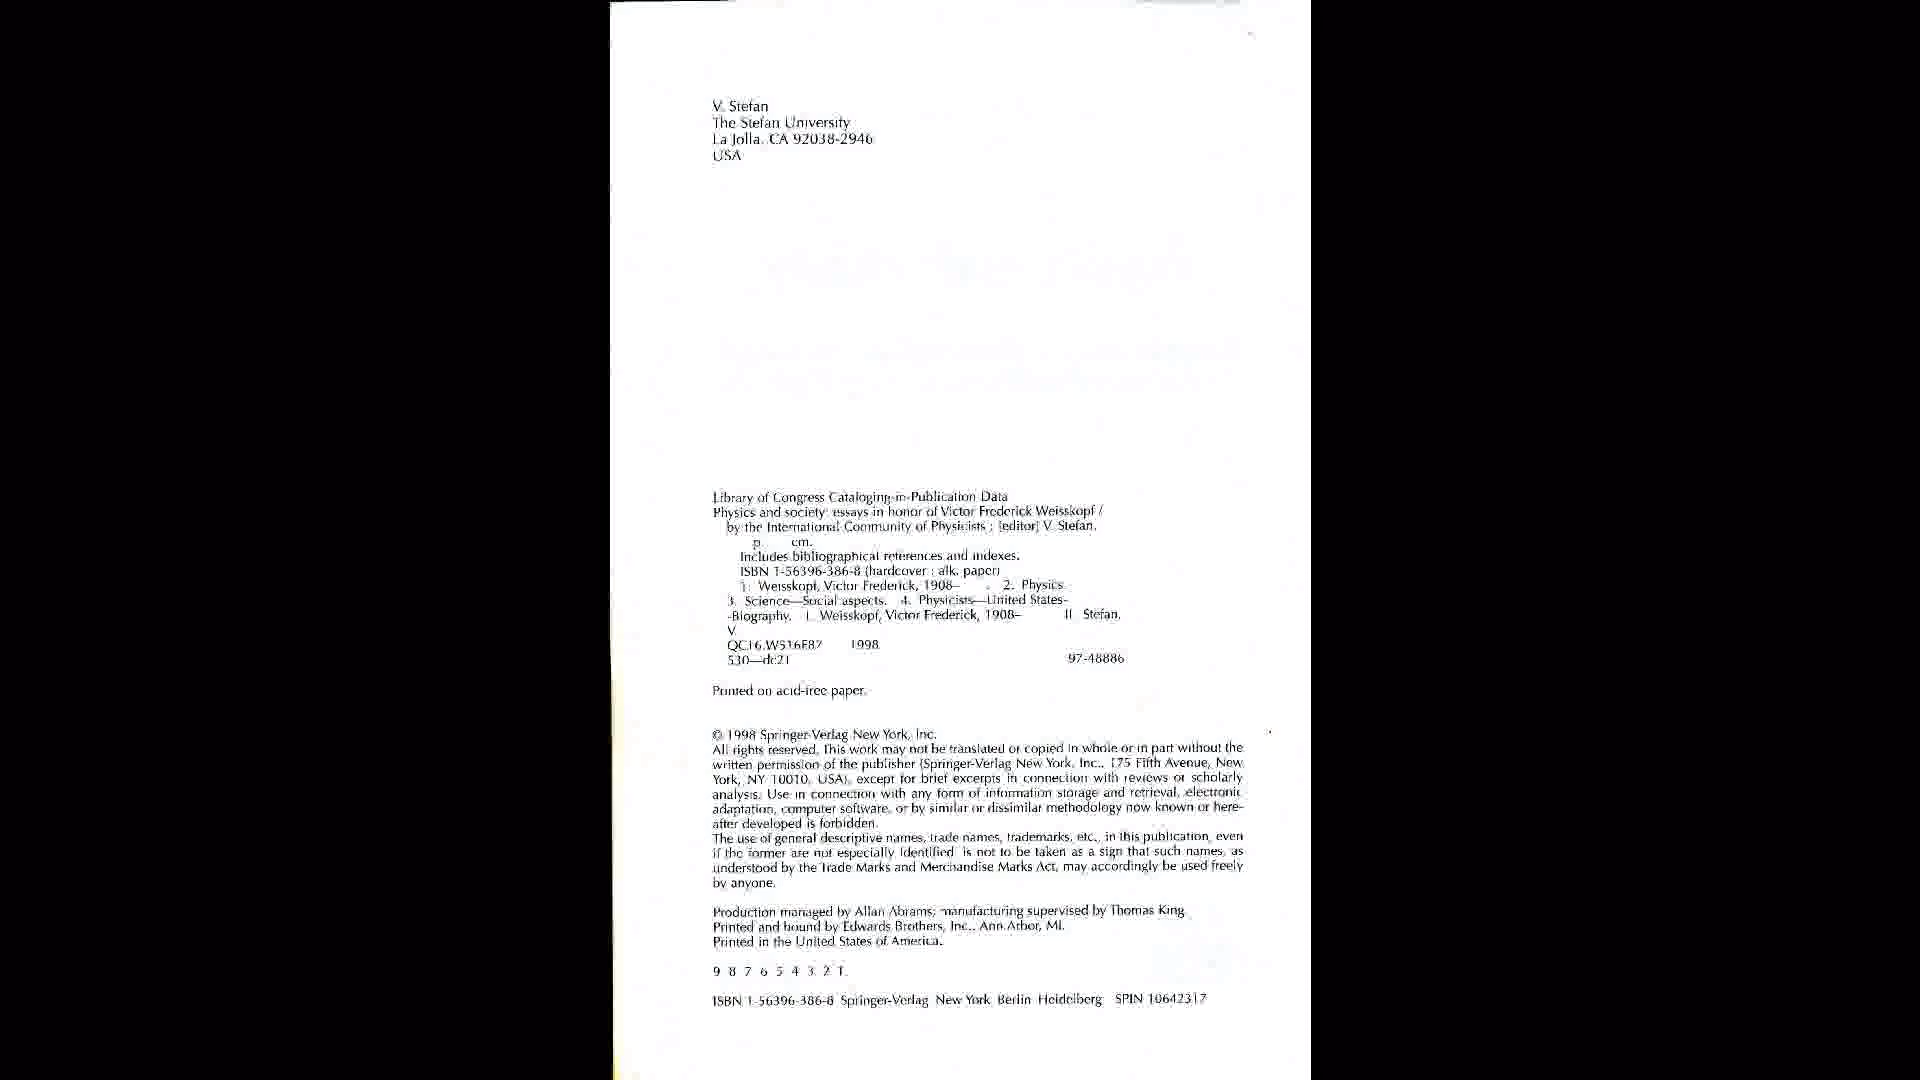 V. Stefan
The Stefan University
La Jolla, CA 92038-2946
USA
Library of Congress Cataloging-in-Publication Data
Physics and society: essays in honor of Victor Frederick Weisskopf /
by the International Community of Physicists ; [editor] V. Stefan.
p. cm.
Includes bibliographical references and indexes.
ISBN 1-56396-386-8 (hardcover : alk. paper)
1. Weisskopf, Victor Frederick, 1908– . 2. Physics.
3. Science—Social aspects. 4. Physicists—United States-
-Biography. I. Weisskopf, Victor Frederick, 1908– II. Stefan,
V.
1998
530—dc21 97-48886
Printed on acid-free paper.
© 1998 Springer-Verlag New York, Inc.
All rights reserved. This work may not be translated or copied in whole or in part without the
written permission of the publisher (Springer-Verlag New York, Inc., 175 Fifth Avenue, New
York, NY 10010, USA), except for brief excerpts in connection with reviews or scholarly
analysis. Use in connection with any form of information storage and retrieval, electronic
adaptation, computer software, or by similar or dissimilar methodology now known or here-
after developed is forbidden.
The use of general descriptive names, trade names, trademarks, etc., in this publication, even
if the former are not especially identified, is not to be taken as a sign that such names, as
understood by the Trade Marks and Merchandise Marks Act, may accordingly be used freely
by anyone.
Production managed by Allan Abrams; manufacturing supervised by Thomas King.
Printed and bound by Edwards Brothers, Inc., Ann Arbor, MI.
Printed in the United States of America.
9 8 7 6 5 4 3 2 1
ISBN 1-56396-386-8 Springer-Verlag New York Berlin Heidelberg SPIN 10642317